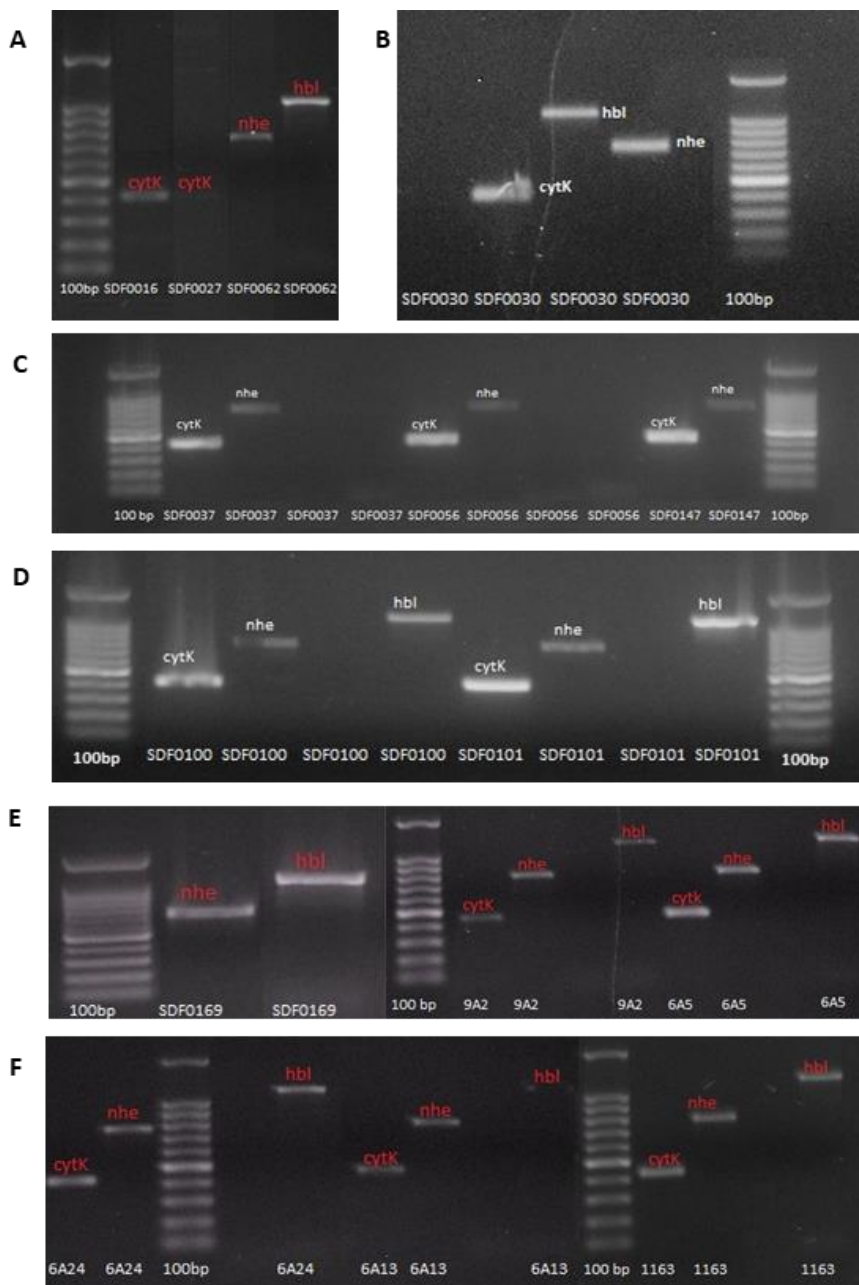 A
hbl
nhe
cytK cytK
100bp SDF0016 SDF0027 SDF0062 SDF0062
B
hbl
nhe
cytK
SDF0030 SDF0030 SDF0030 SDF0030 100bp
C
nhe nhe nhe
cytK cytK cytK
100 bp SDF0037 SDF0037 SDF0037 SDF0037 SDF0056 SDF0056 SDF0056 SDF0056 SDF0147 SDF0147 100bp
D
hbl hbl
nhe nhe
cytK cytK
100bp SDF0100 SDF0100 SDF0100 SDF0100 SDF0101 SDF0101 SDF0101 SDF0101 100bp
E
hbl
nhe
100bp SDF0169 SDF0169
hbl hbl
nhe nhe
cytK cytK
100 bp 9A2 9A2 9A2 6A5 6A5 6A5
F
hbl hbl hbl
nhe nhe nhe
cytK cytK cytK
6A24 6A24 100bp 6A24 6A13 6A13 6A13 100 bp 1163 1163 1163